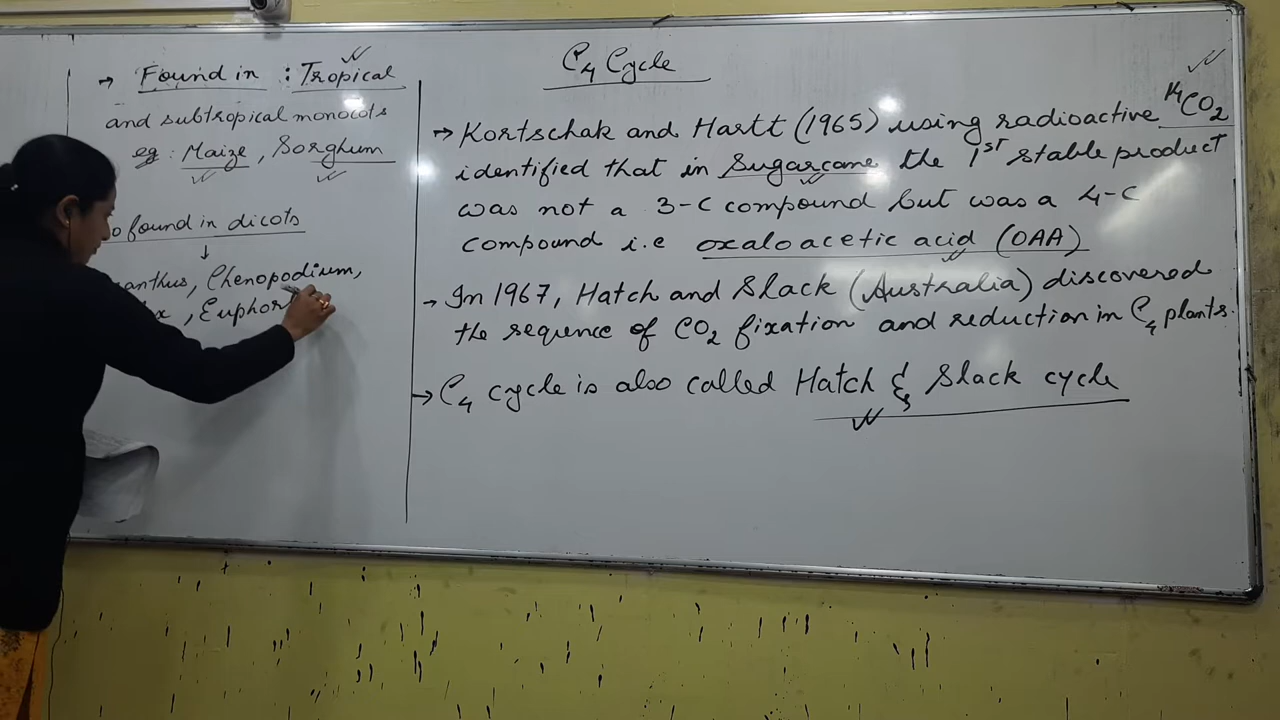 → Found in : Tropical
and subtropical monocots
eg : Maize , Sorghum
found in dicots
↓
Chenopodium,
, Euphor
C4 Cycle
→ Kortschak and Hartt (1965) using radioactive 14CO2
identified that in Sugarcane the 1st stable product
was not a 3-C compound but was a 4-C
compound i.e oxaloacetic acid (OAA)
→ In 1967, Hatch and Slack (Australia) discovered
the sequence of CO2 fixation and reduction in C4 plants.
→ C4 cycle is also called Hatch & Slack cycle